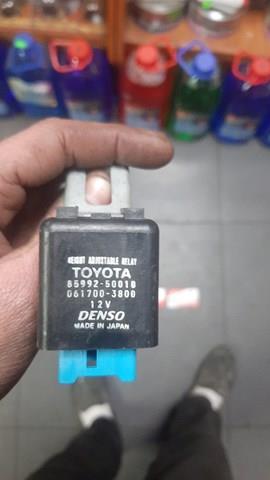 HEIGHT ADJUSTABLE RELAY
TOYOTA
85992-50010
061700-3800
12V
DENSO
MADE IN JAPAN